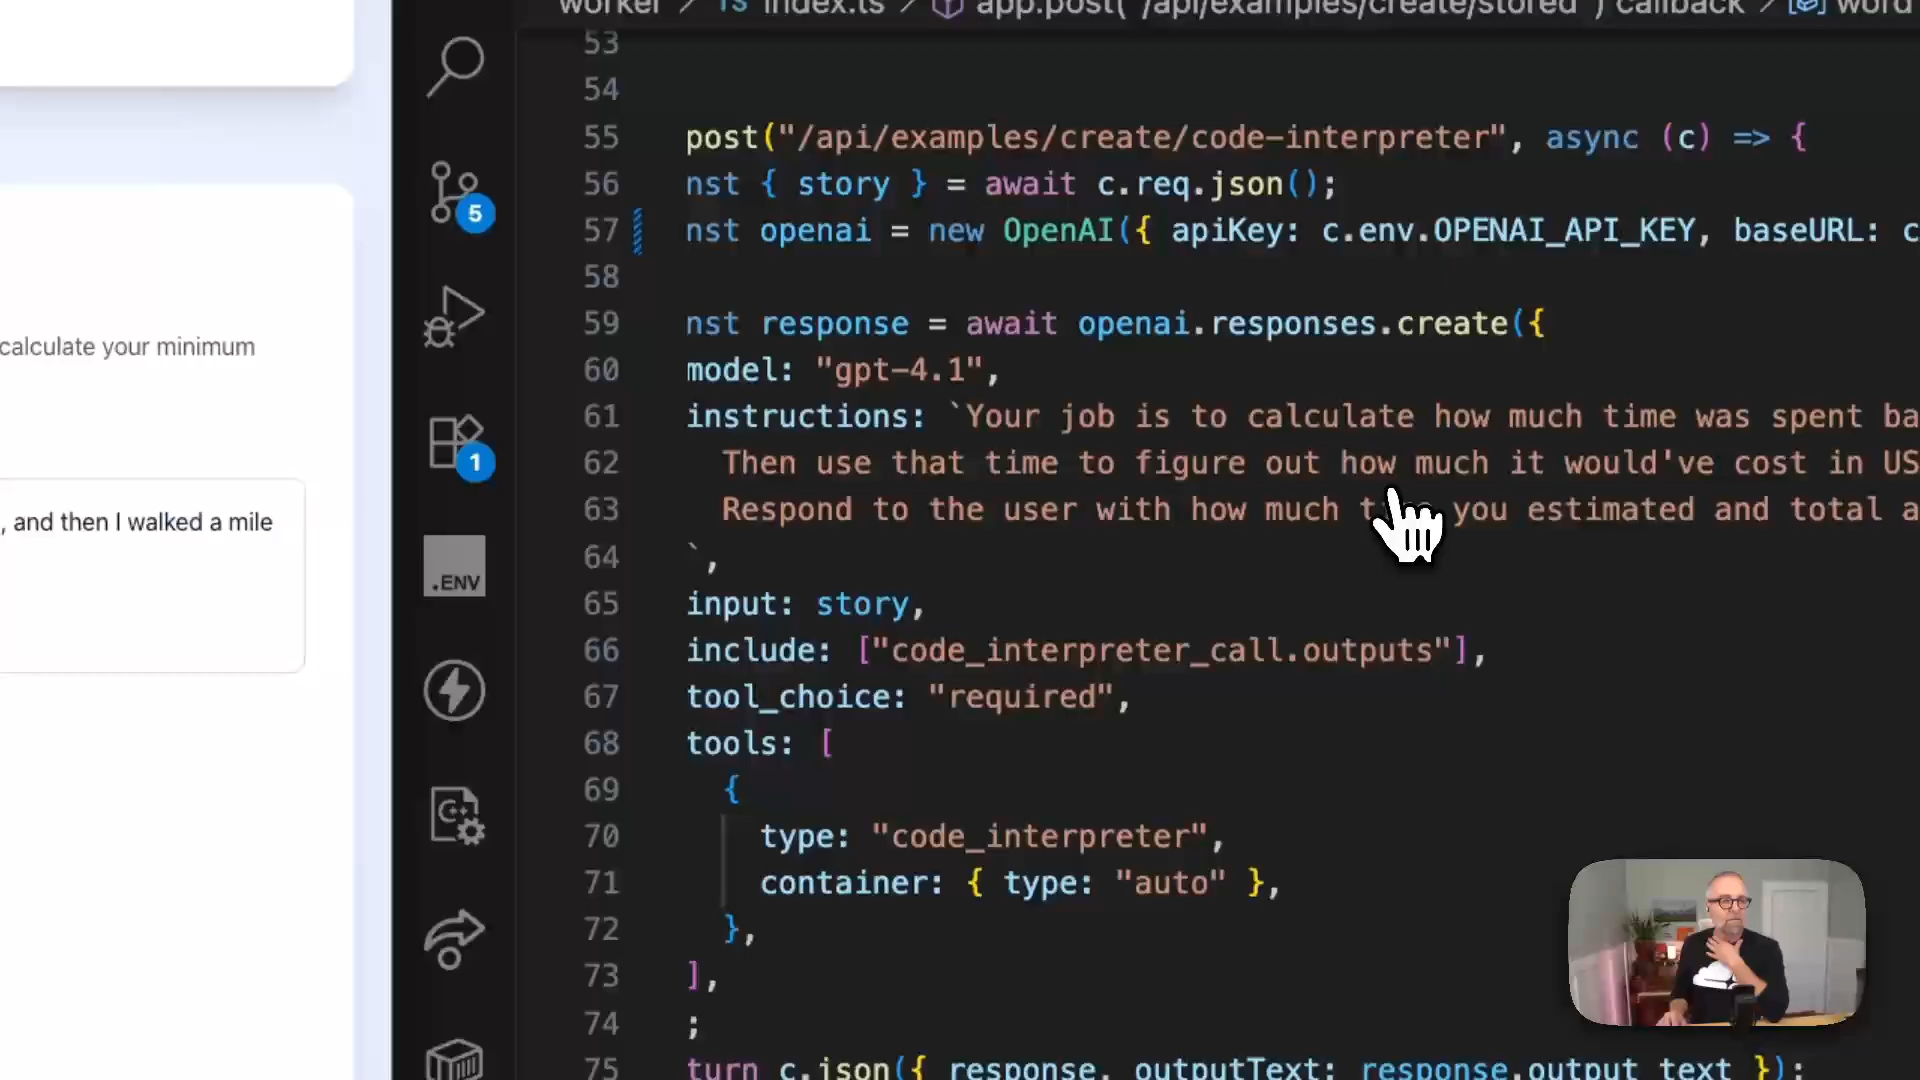 worker TS index.ts app.post("/api/examples/create/stored") callback word
53
54
55 post("/api/examples/create/code-interpreter", async (c) => {
56 nst { story } = await c.req.json();
57 nst openai = new OpenAI({ apiKey: c.env.OPENAI_API_KEY, baseURL: c
58
59 nst response = await openai.responses.create({
60 model: "gpt-4.1",
61 instructions: `Your job is to calculate how much time was spent ba
62 Then use that time to figure out how much it would've cost in US
63 Respond to the user with how much you estimated and total a
64 `,
65 input: story,
66 include: ["code_interpreter_call.outputs"],
67 tool_choice: "required",
68 tools: [
69 {
70 type: "code_interpreter",
71 container: { type: "auto" },
72 },
73 ],
74 ;
75 turn c.json({ response, outputText: response.output_text });
5
1
.ENV
C++
calculate your minimum
, and then I walked a mile